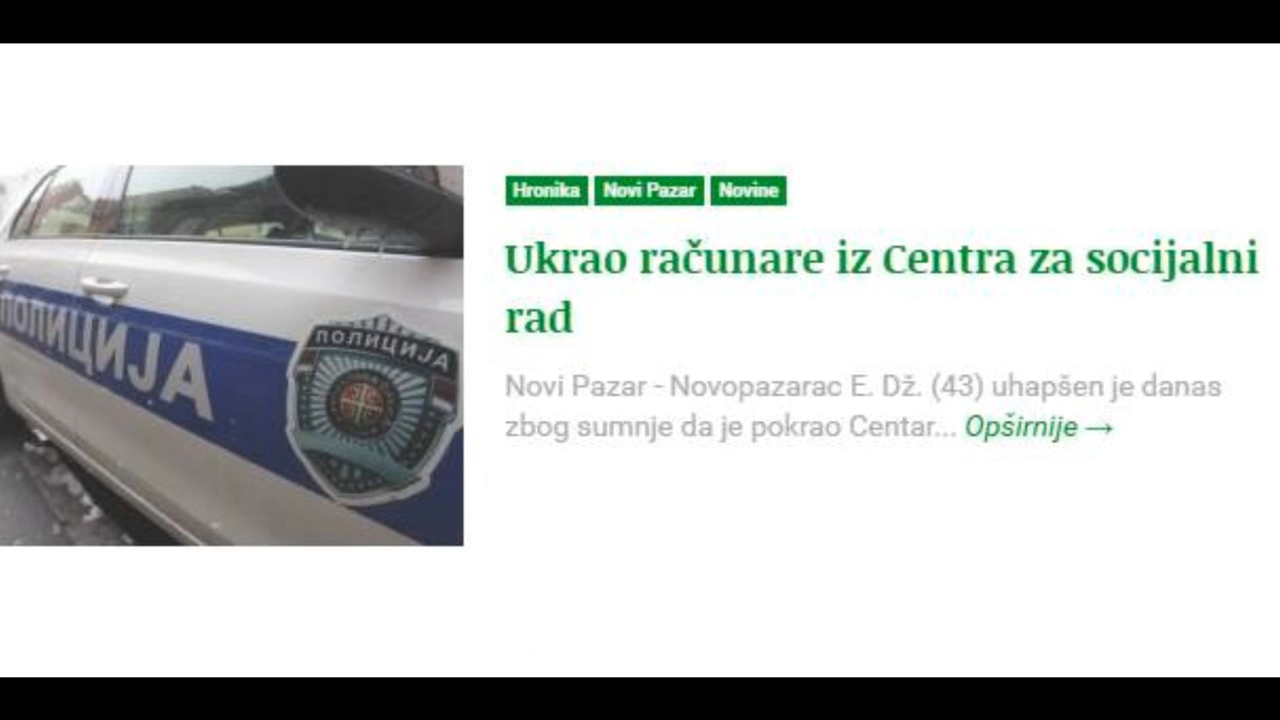 ПОЛИЦИЈА
ПОЛИЦИЈА
Hronika Novi Pazar Novine
Ukrao računare iz Centra za socijalni
rad
Novi Pazar - Novopazarac E. Dž. (43) uhapšen je danas
zbog sumnje da je pokrao Centar... Opširnije →